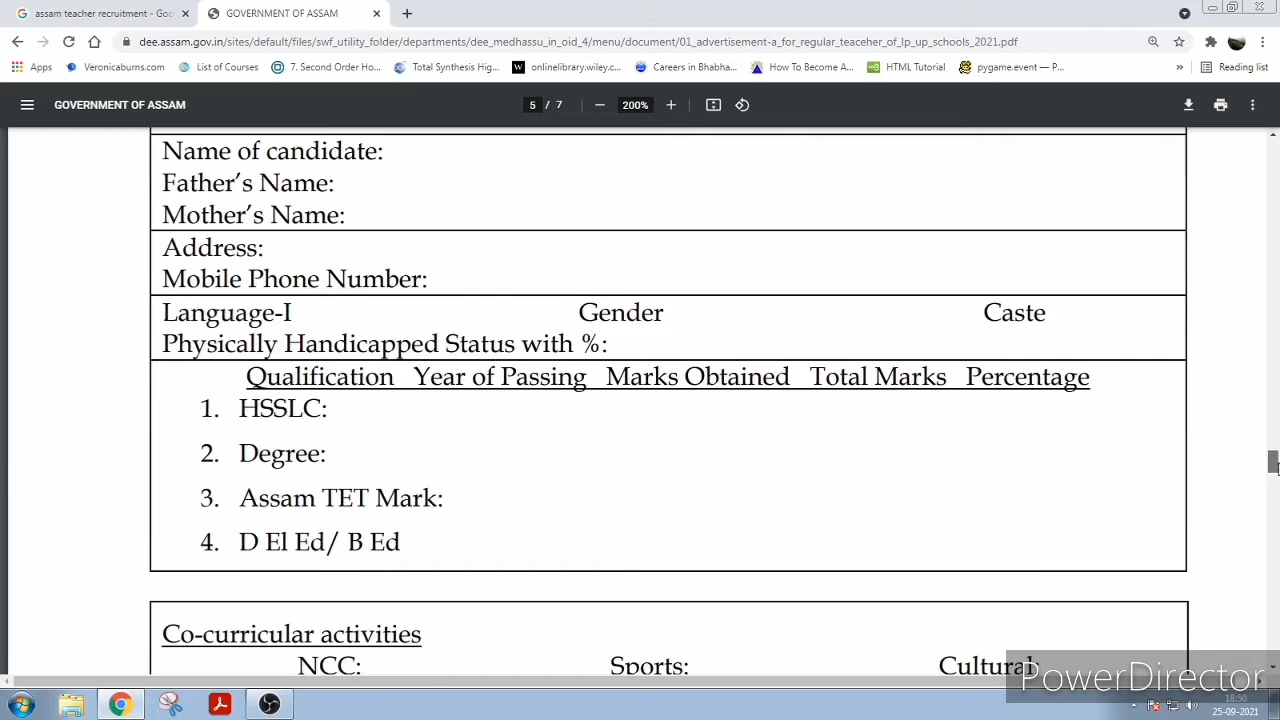 assam teacher recruitment - Goo
GOVERNMENT OF ASSAM
dee.assam.gov.in/sites/default/files/swf_utility_folder/departments/dee_madhassu_in_oid_4/menu/document/01_advertisement-a_for_regular_teaceher_of_lp_up_schools_2021.pdf
Apps Veronicaburns.com List of Courses 7. Second Order Ho... Total Synthesis Hig... onlinelibrary.wiley.c... Careers in Bhabha... How To Become A... HTML Tutorial pygame.event — P... » Reading list
GOVERNMENT OF ASSAM 5 / 7 200%
Name of candidate:
Father's Name:
Mother's Name:
Address:
Mobile Phone Number:
Language-I Gender Caste
Physically Handicapped Status with %:
Qualification Year of Passing Marks Obtained Total Marks Percentage
1. HSSLC:
2. Degree:
3. Assam TET Mark:
4. D El Ed/ B Ed
Co-curricular activities
NCC: Sports: Cultural:
PowerDirector
18:50
25-09-2021